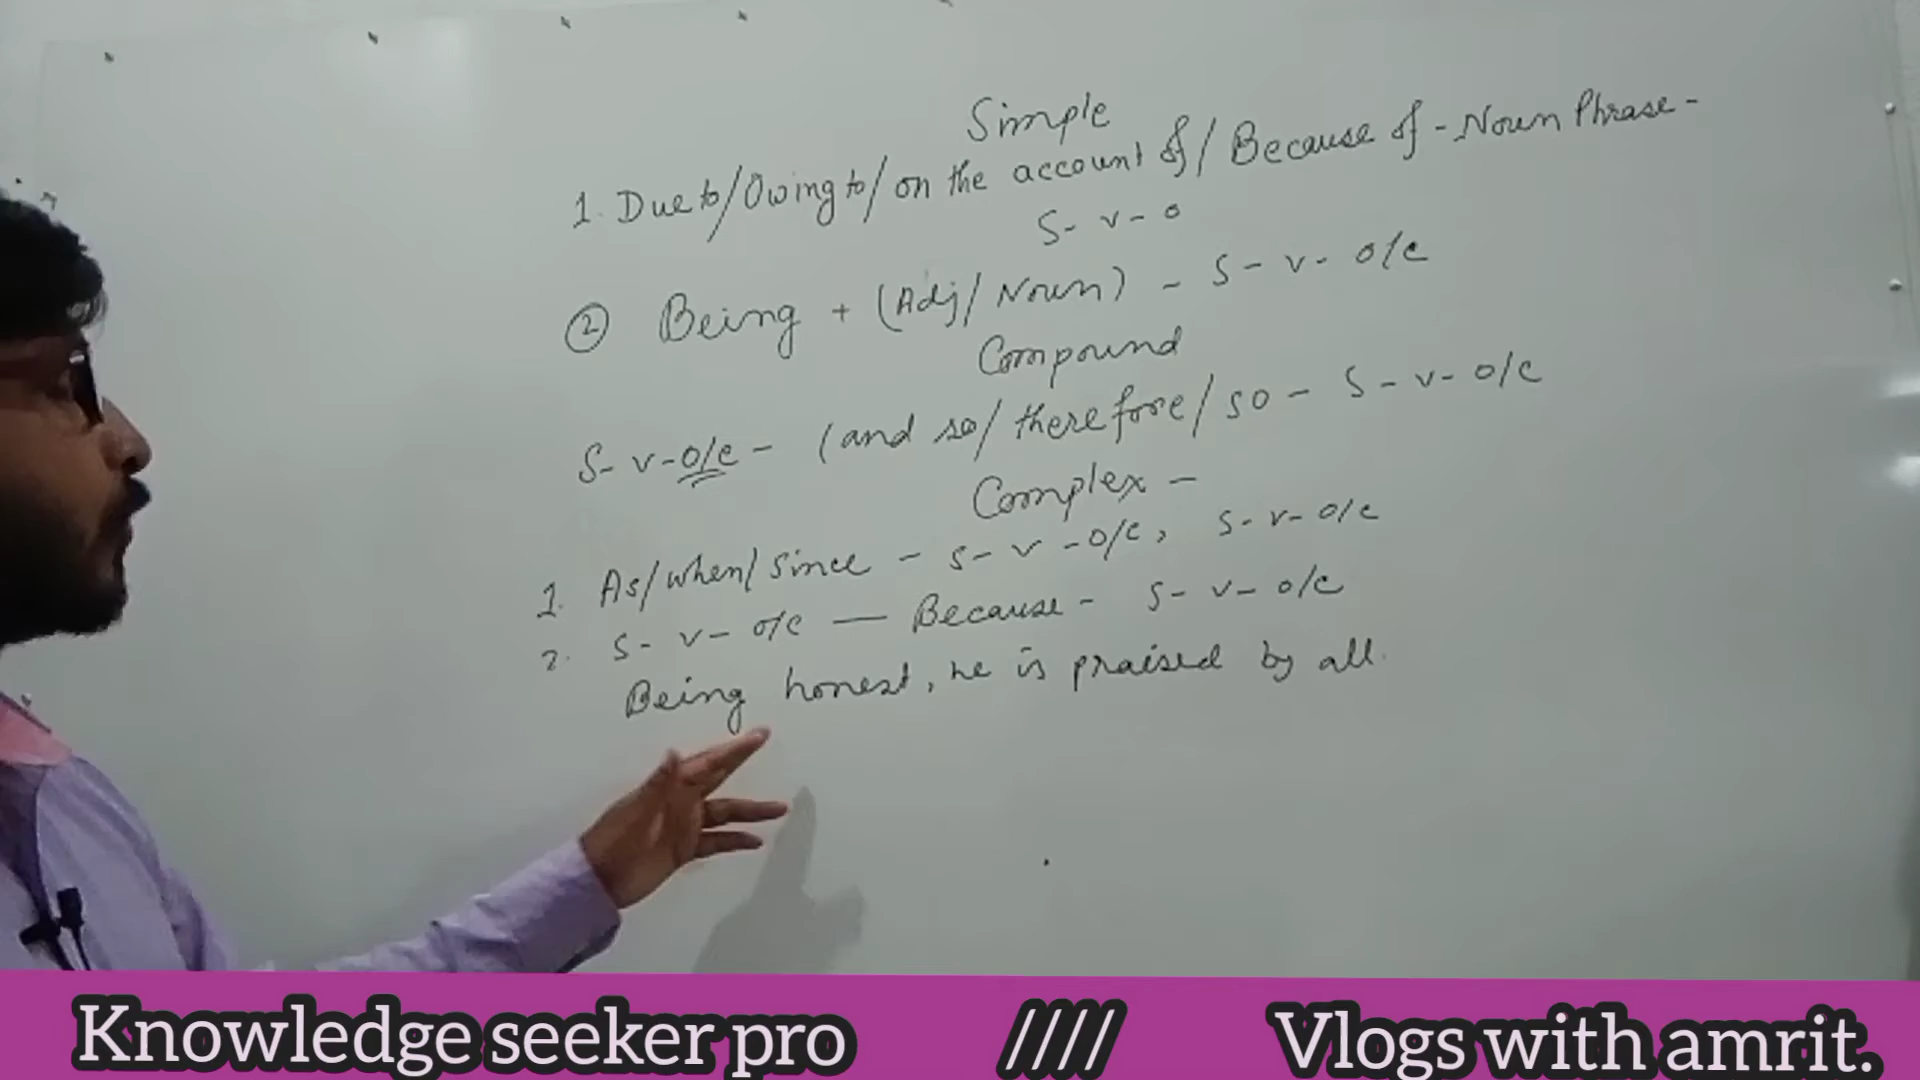 Simple
1. Due to/Owing to/ on the account of/ Because of - Noun Phrase -
S- v- o
② Being + (Adj/Noun) - S - v- o/c
Compound
S- v-o/c - (and so/ therefore/ so - S - v- o/c
Complex -
1. As/when/since - S- v -o/c, S- v- o/c
2. S- v- o/c — Because - S- v- o/c
Being honest, he is praised by all.
Knowledge seeker pro //// Vlogs with amrit.